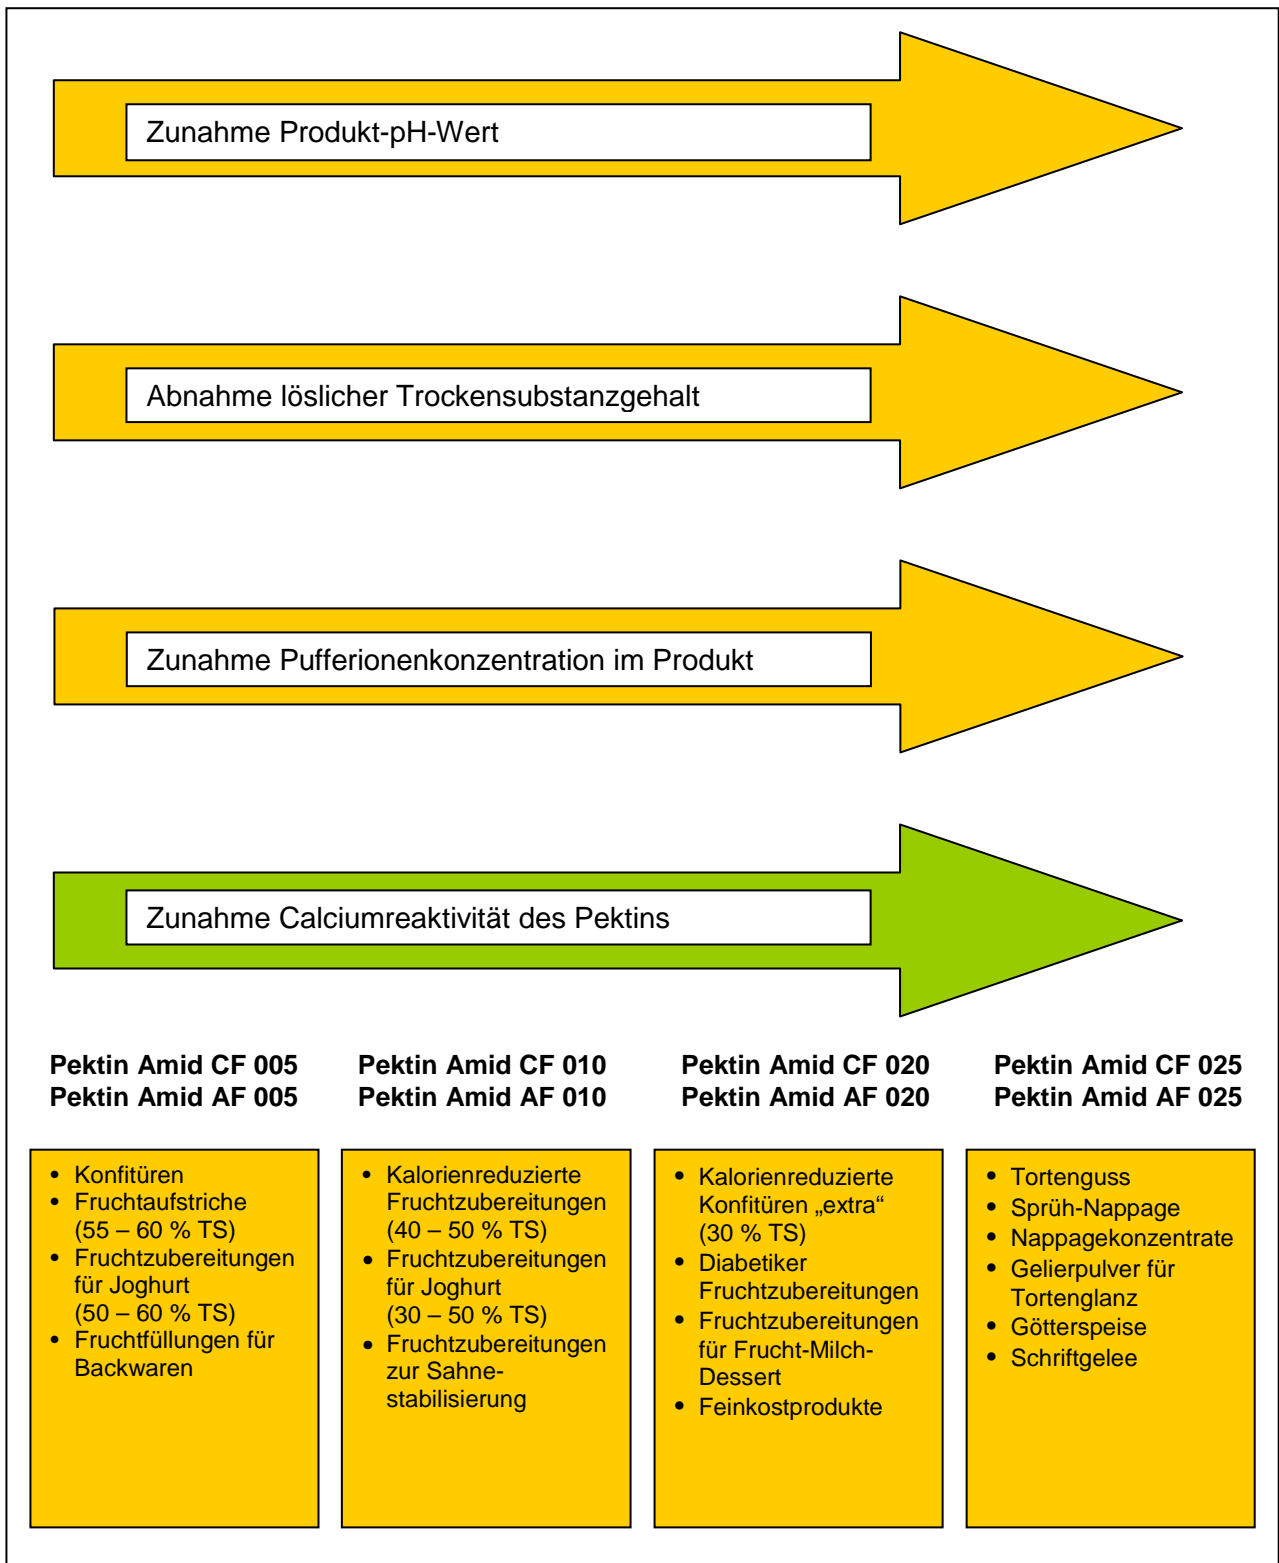 Zunahme Produkt-pH-Wert
Abnahme löslicher Trockensubstanzgehalt
Zunahme Pufferionenkonzentration im Produkt
Zunahme Calciumreaktivität des Pektins
Pektin Amid CF 005
Pektin Amid AF 005
Pektin Amid CF 010
Pektin Amid AF 010
Pektin Amid CF 020
Pektin Amid AF 020
Pektin Amid CF 025
Pektin Amid AF 025
• Konfitüren
• Fruchtaufstriche
(55 – 60 % TS)
• Fruchtzubereitungen
für Joghurt
(50 – 60 % TS)
• Fruchtfüllungen für
Backwaren
• Kalorienreduzierte
Fruchtzubereitungen
(40 – 50 % TS)
• Fruchtzubereitungen
für Joghurt
(30 – 50 % TS)
• Fruchtzubereitungen
zur Sahne-
stabilisierung
• Kalorienreduzierte
Konfitüren „extra“
(30 % TS)
• Diabetiker
Fruchtzubereitungen
• Fruchtzubereitungen
für Frucht-Milch-
Dessert
• Feinkostprodukte
• Tortenguss
• Sprüh-Nappage
• Nappagekonzentrate
• Gelierpulver für
Tortenglanz
• Götterspeise
• Schriftgelee